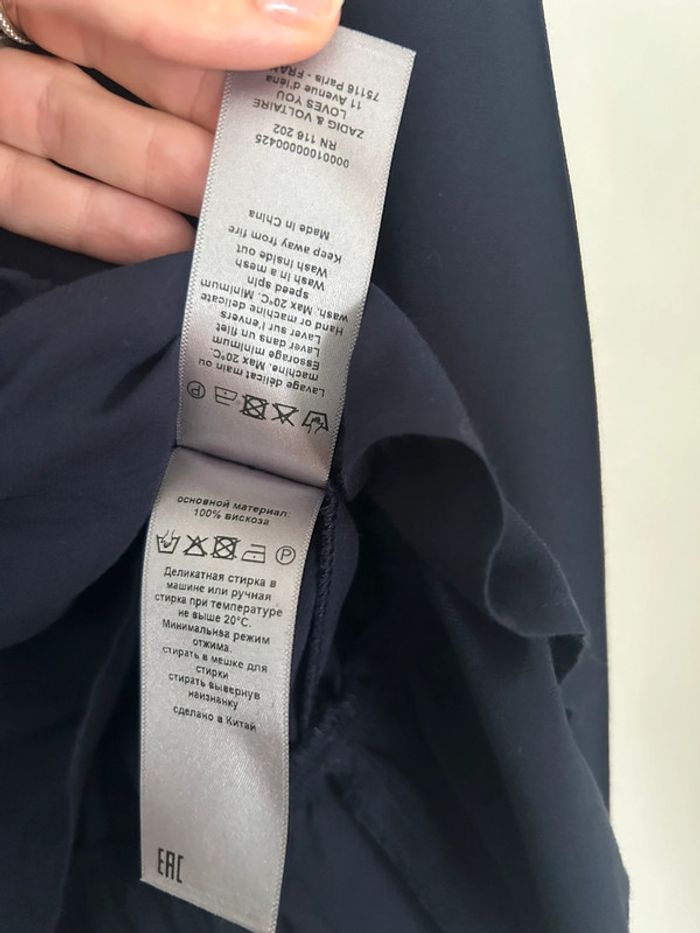 Lavage délicat main ou
machine. Max 20°C.
Essorage minimum
Laver dans un filet
Laver sur l'envers
Hand or machine delicate
wash. Max 20°C. Minimum
speed spin
Wash in a mesh
Wash inside out
Keep away from fire
Made in China
RN 116 202
ZADIG & VOLTAIRE
LOVES YOU
11 Avenue d'Iéna
75116 Paris - FRAN
основной материал:
100% вискоза
P
Деликатная стирка в
машине или ручная
стирка при температуре
не выше 20°C.
Минимальнва режим
отжима.
стирать в мешке для
стирки
стирать вывернув
наизнанку
сделано в Китай
EAC